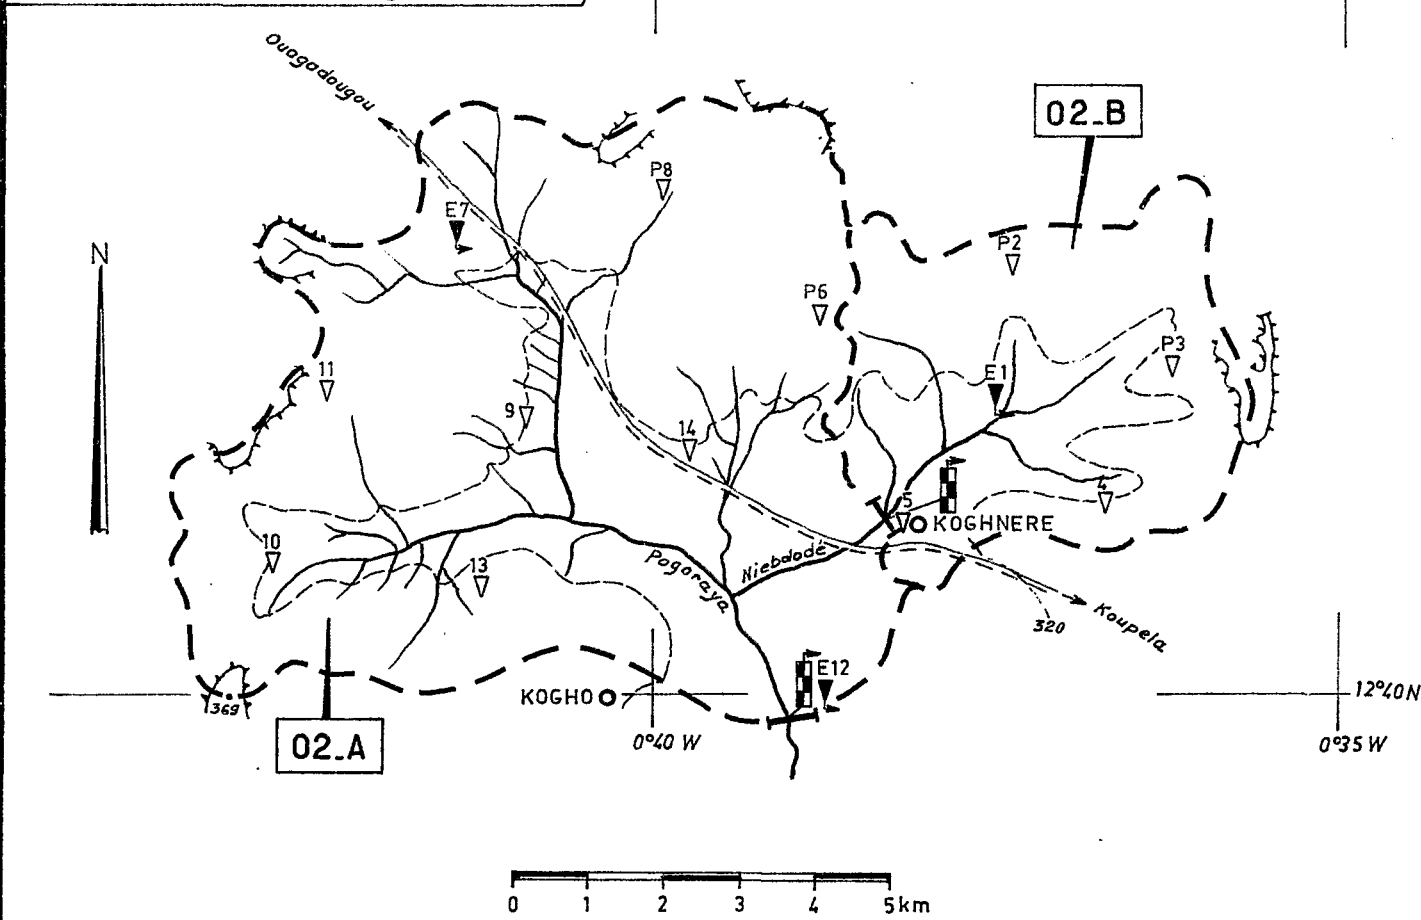 Ouagadougou
02_B
P8
E7
N
P2
P6
P3
11
E1
9
14
4
5
KOGHNERE
10
13
Pogoraya
Niebdodé
Koupela
320
E12
369
KOGHO
12°40N
0°40 W
0°35 W
02_A
0 1 2 3 4 5km